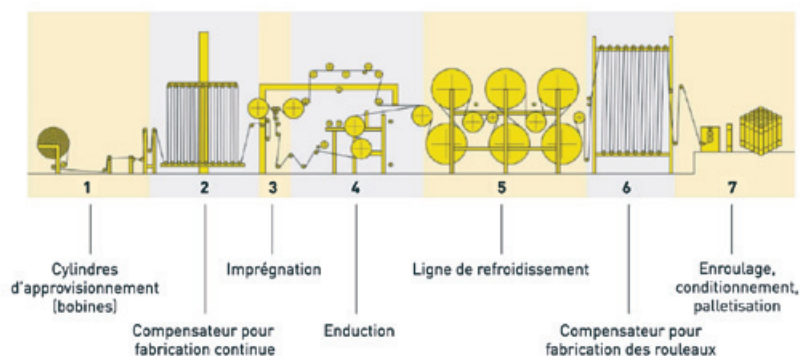 1 2 3 4 5 6 7
Cylindres
d'approvisionnement
(bobines)
Compensateur pour
fabrication continue
Imprégnation
Enduction
Ligne de refroidissement
Compensateur pour
fabrication des rouleaux
Enroulage,
conditionnement,
palletisation